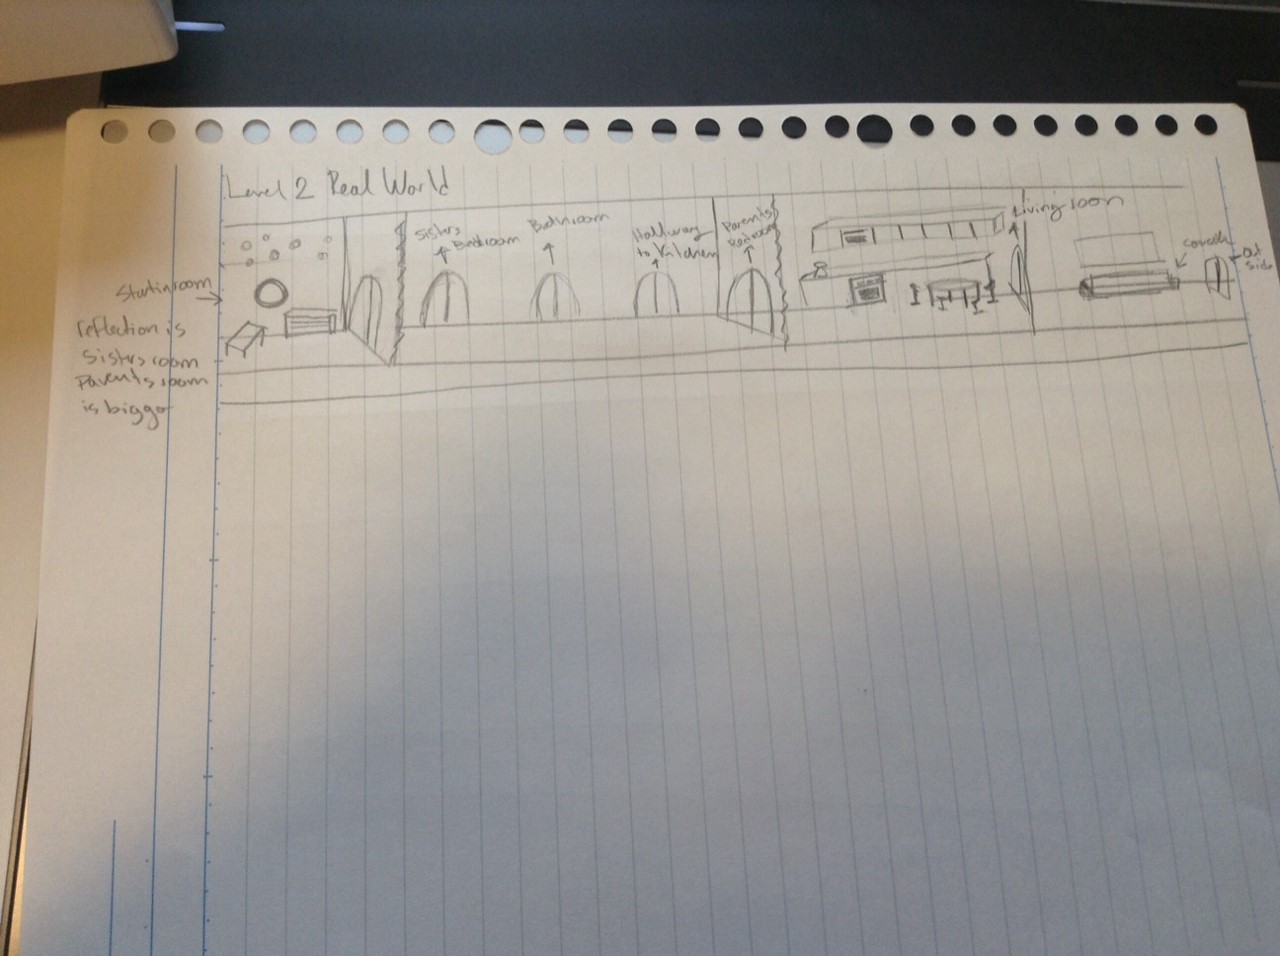 Level 2 Real World
Sisters
Bedroom
Bathroom
Hallway
to Kitchen
Parents
Bedroom
Living room
couch
Out
side
Startin room
reflection is
Sisters room
Parents room
is bigger